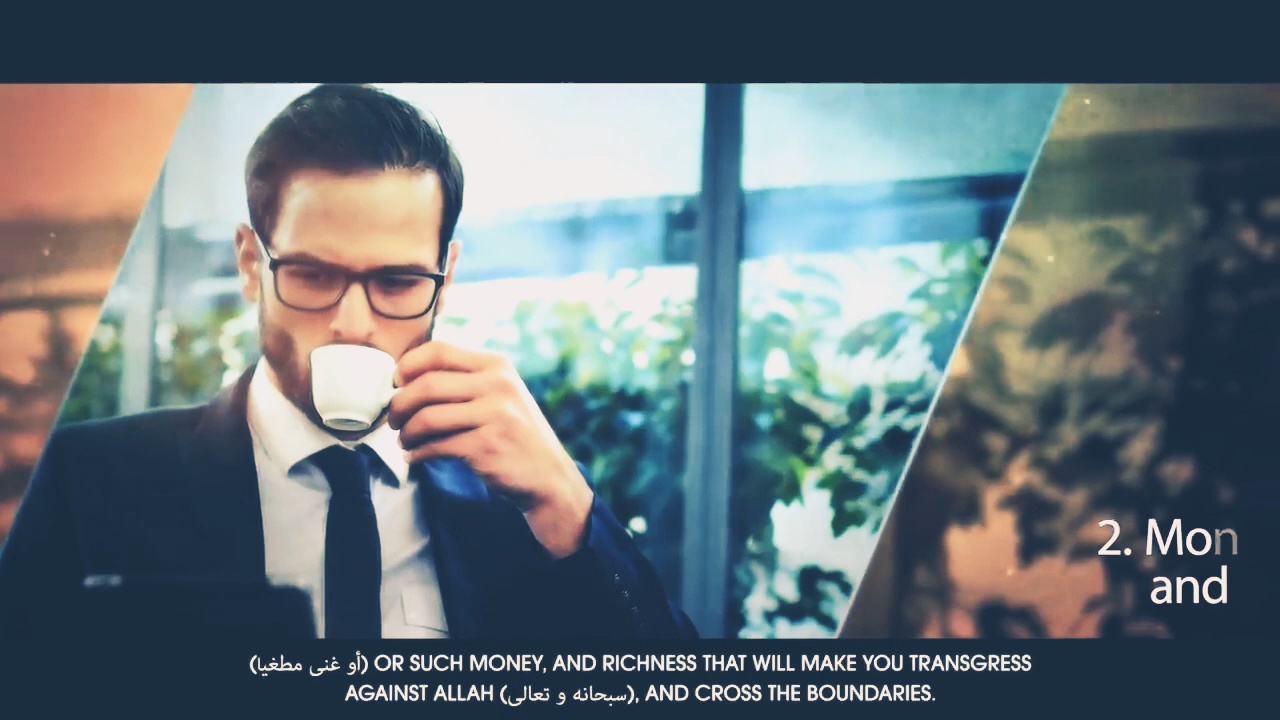 2. Mon
and
(أو غنى مطغيا) OR SUCH MONEY, AND RICHNESS THAT WILL MAKE YOU TRANSGRESS
AGAINST ALLAH (سبحانه و تعالى), AND CROSS THE BOUNDARIES.